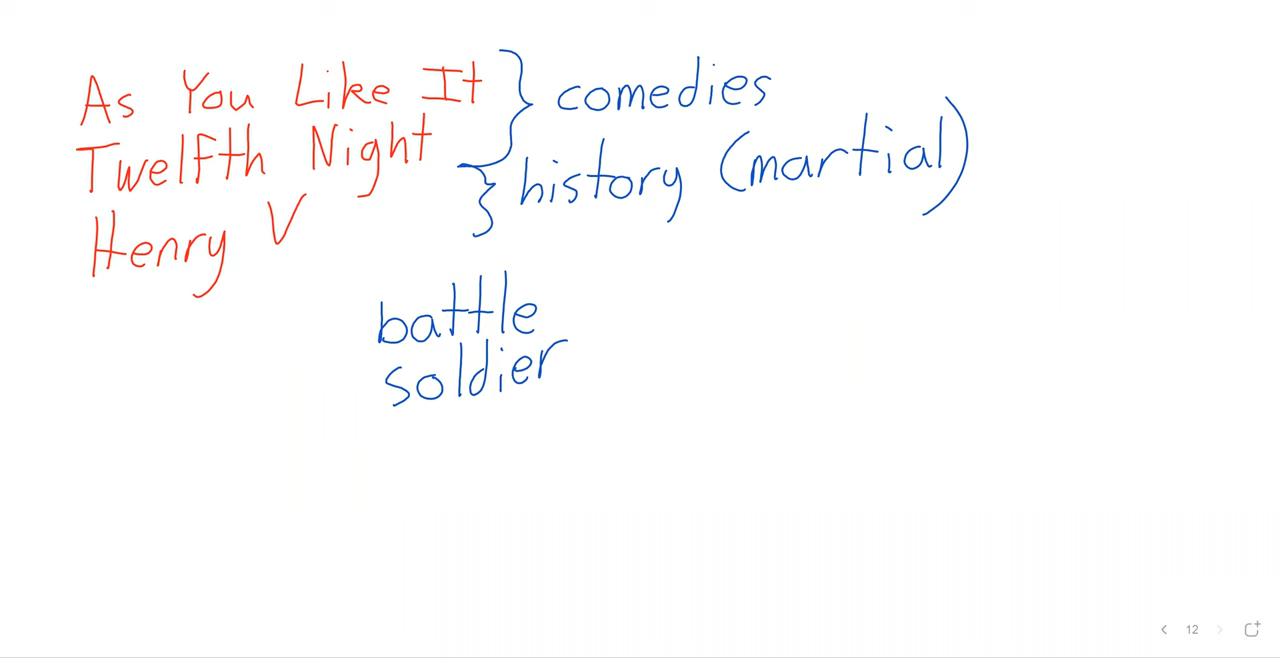 As You Like It } comedies
Twelfth Night
Henry V } history (martial)
battle
soldier
12